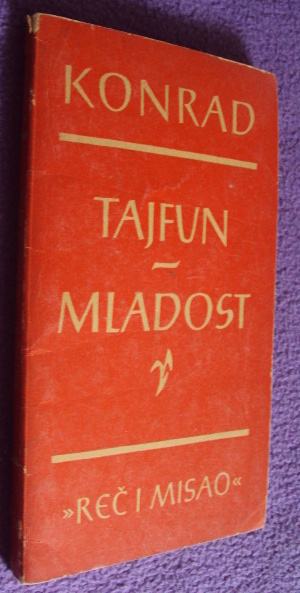 KONRAD
TAJFUN
–
MLADOST
»REČ I MISAO«